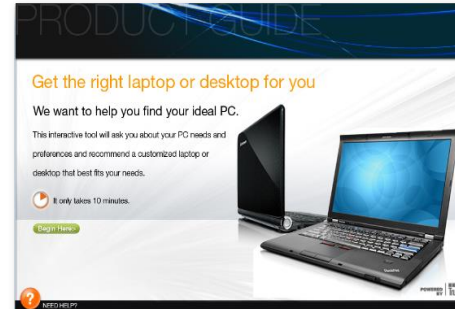 PRODUCT GUIDE
Get the right laptop or desktop for you
We want to help you find your ideal PC.
This interactive tool will ask you about your PC needs and
preferences and recommend a customized laptop or
desktop that best fits your needs.
It only takes 10 minutes.
Begin Here>
lenovo
ThinkPad
POWERED
BY
?
NEED HELP?